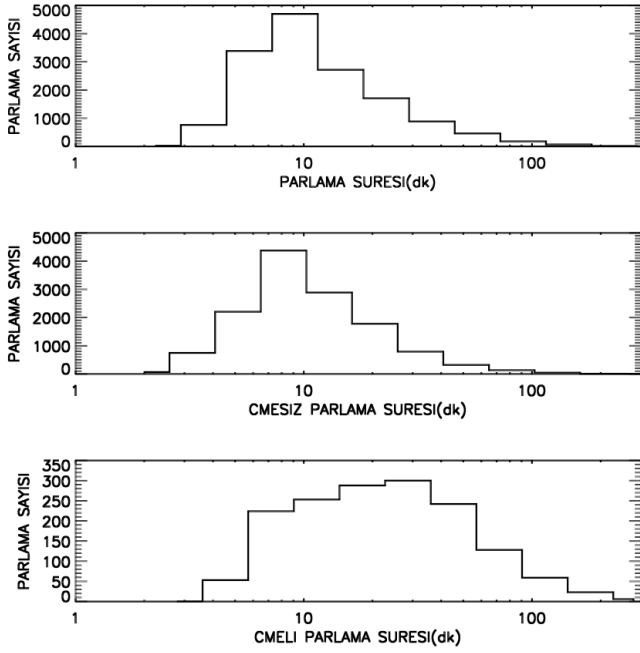 5000
4000
3000
2000
1000
0
PARLAMA SAYISI
1 10 100
PARLAMA SURESI(dk)
5000
4000
3000
2000
1000
0
PARLAMA SAYISI
1 10 100
CMESIZ PARLAMA SURESI(dk)
350
300
250
200
150
100
50
0
PARLAMA SAYISI
1 10 100
CMELI PARLAMA SURESI(dk)